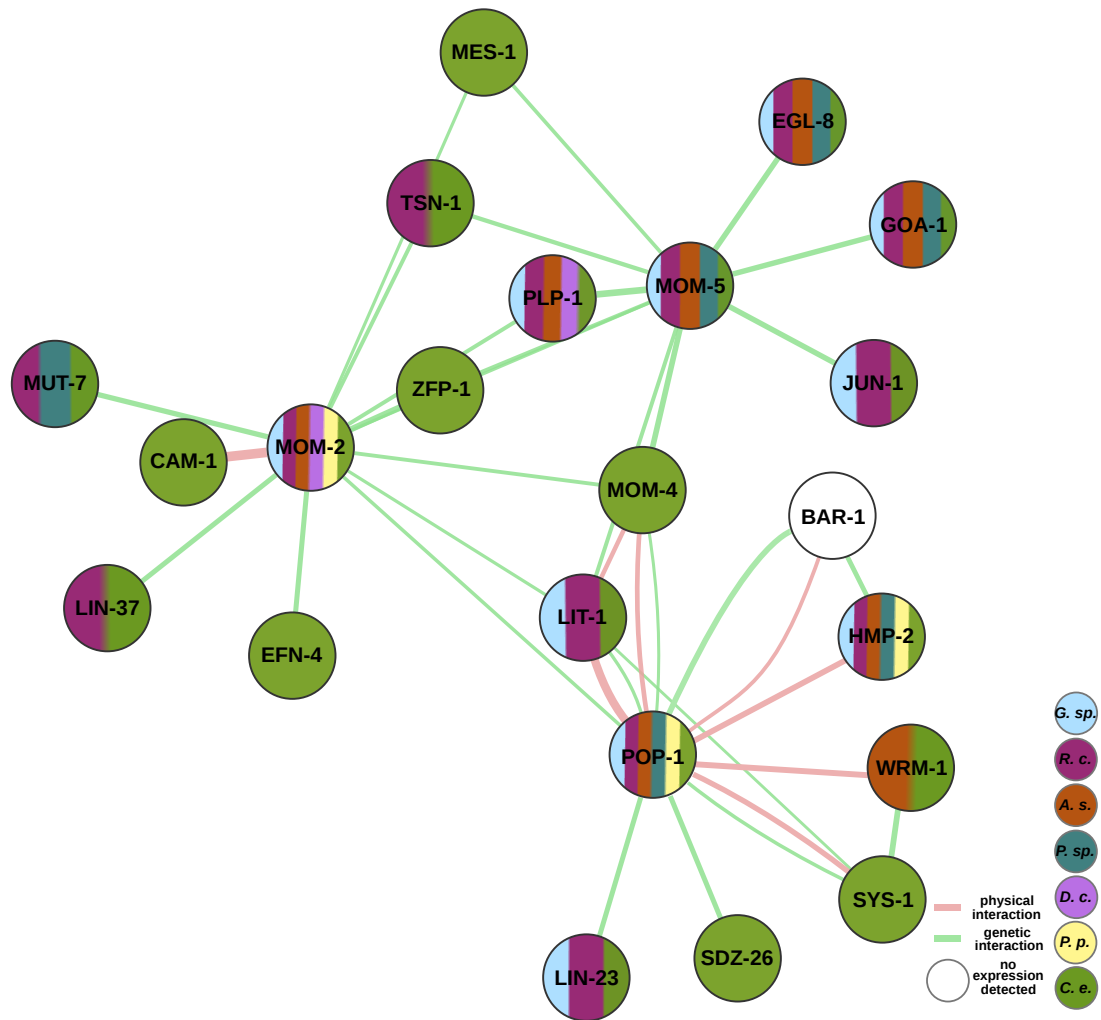 MES-1
EGL-8
TSN-1
GOA-1
MOM-5
PLP-1
MUT-7
ZFP-1
JUN-1
MOM-2
CAM-1
MOM-4
BAR-1
LIN-37
LIT-1
HMP-2
EFN-4
G. sp.
POP-1
R. c.
WRM-1
A. s.
P. sp.
SYS-1
D. c.
physical
interaction
genetic
interaction
P. p.
SDZ-26
LIN-23
no
expression
detected
C. e.